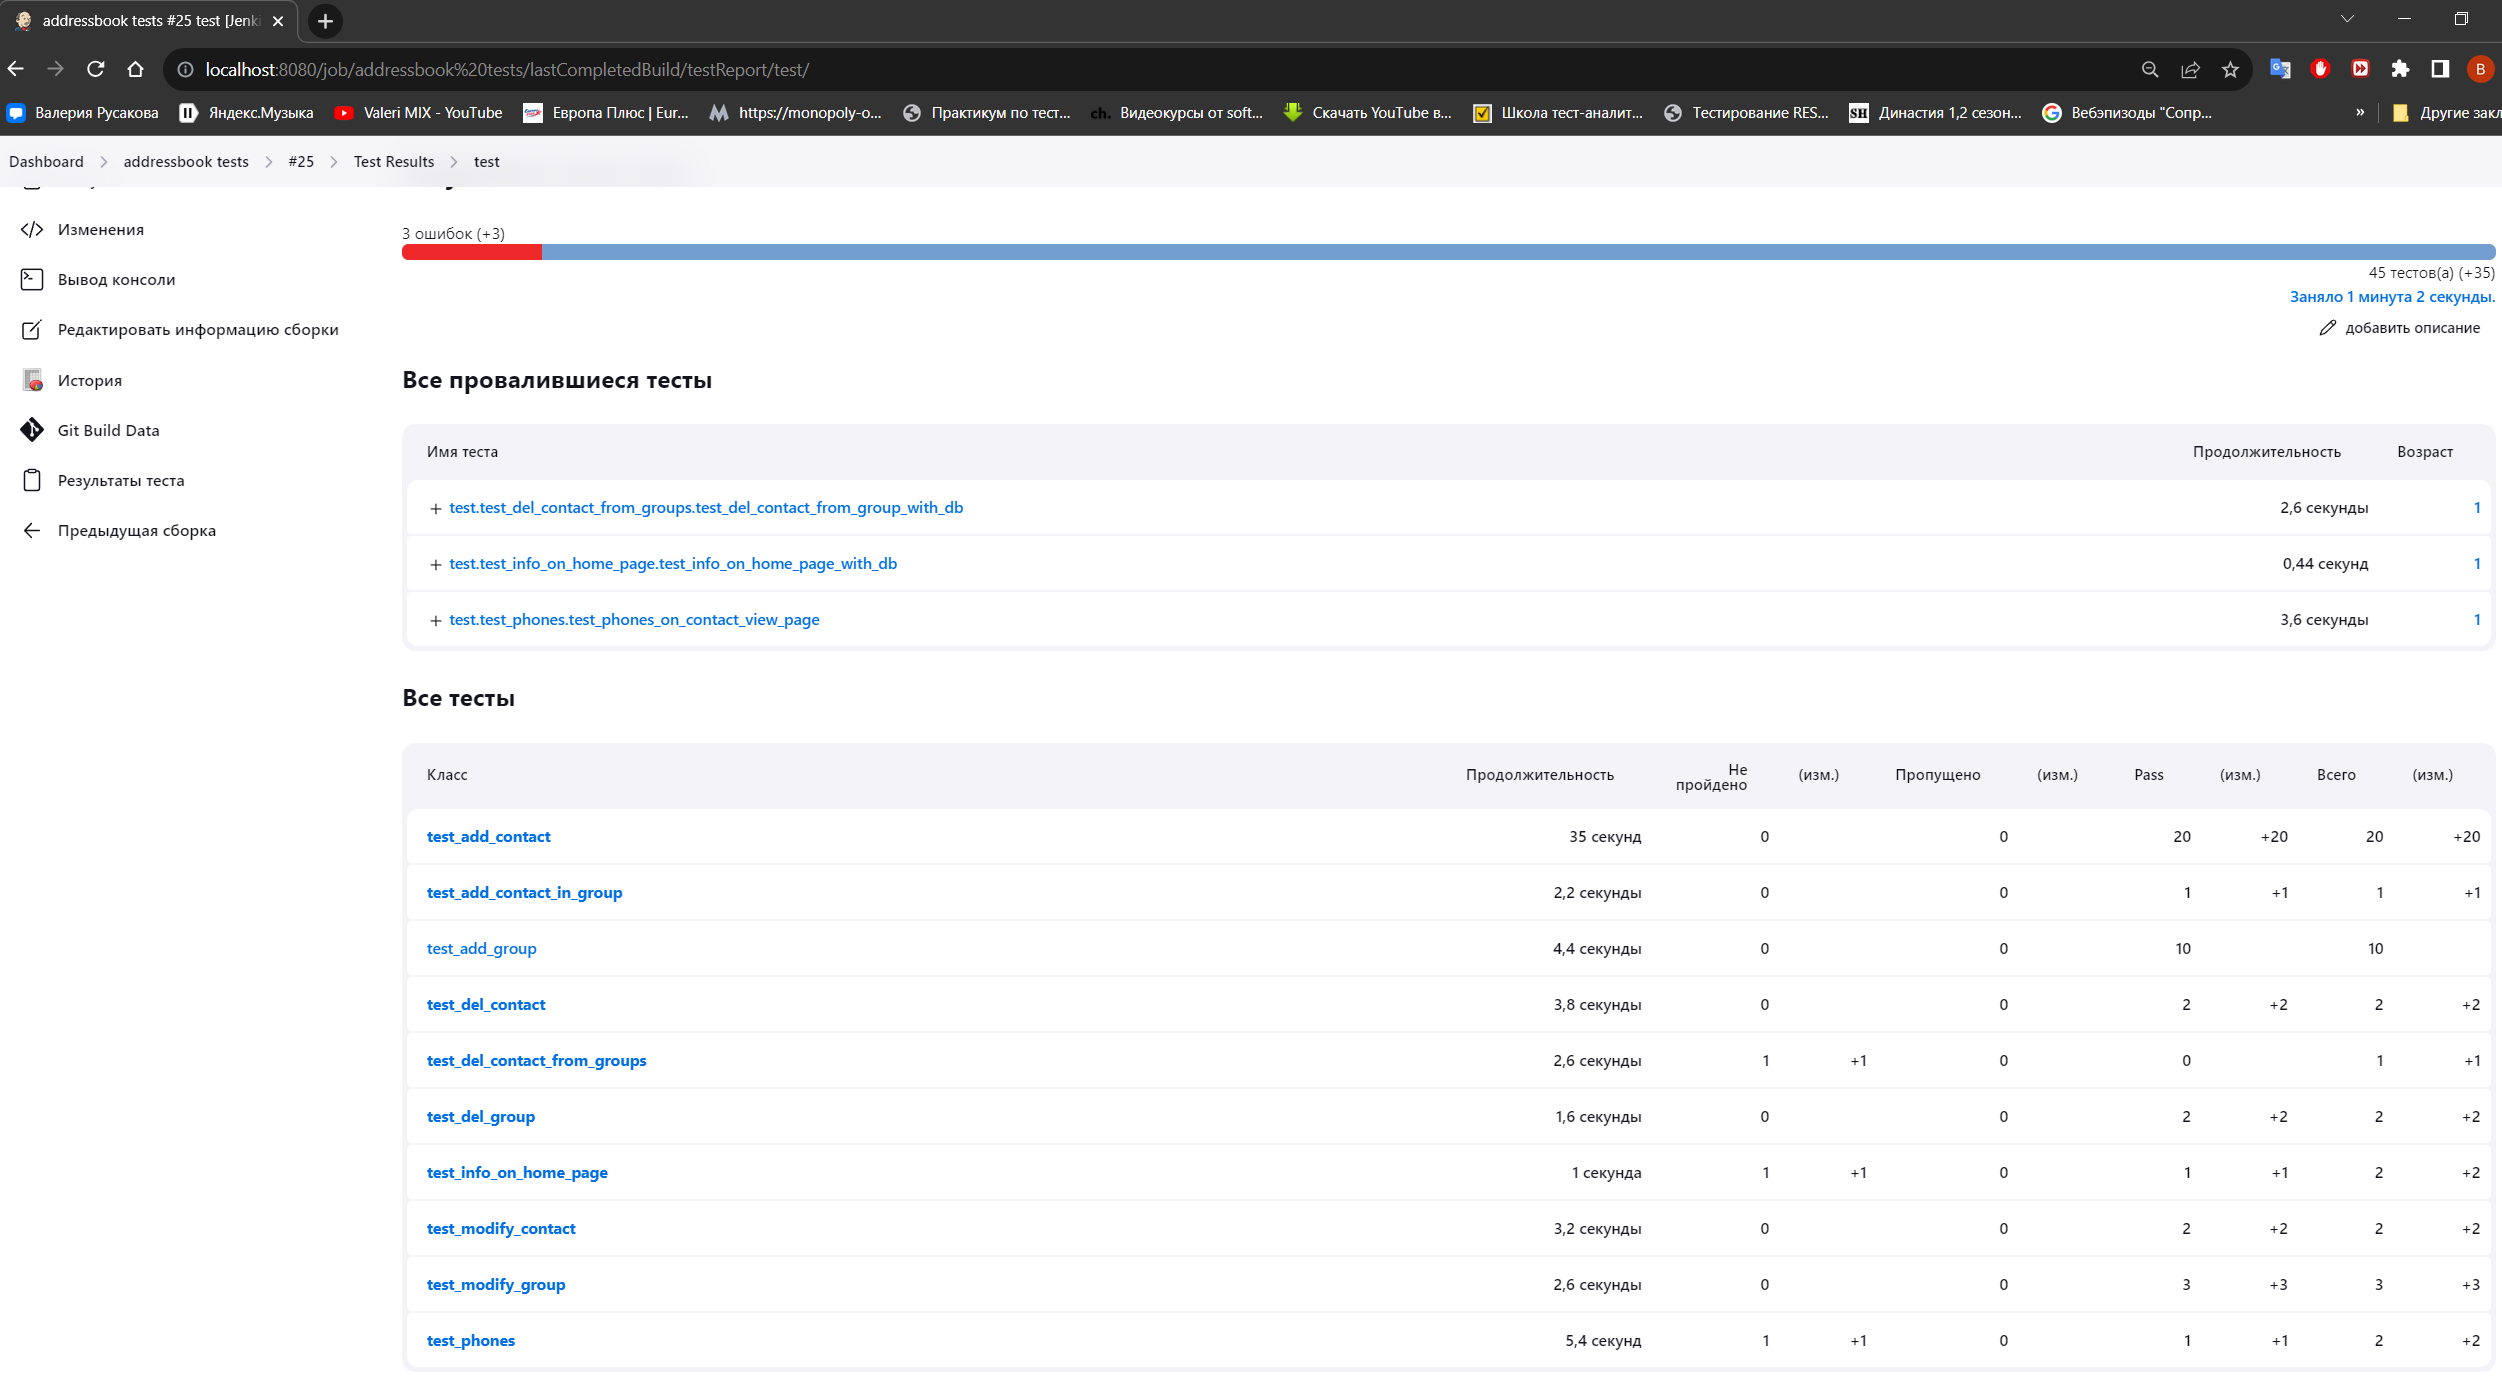 addressbook tests #25 test [Jenki
localhost:8080/job/addressbook%20tests/lastCompletedBuild/testReport/test/
B
Валерия Русакова Яндекс.Музыка Valeri MIX - YouTube Европа Плюс | Eur... https://monopoly-o... Практикум по тест... ch. Видеокурсы от soft... Скачать YouTube в... Школа тест-аналит... Тестирование RES... SH Династия 1,2 сезон... Вебэпизоды "Сопр... » Другие закл
Dashboard > addressbook tests > #25 > Test Results > test
Изменения
Вывод консоли
Редактировать информацию сборки
История
Git Build Data
Результаты теста
Предыдущая сборка
3 ошибок (+3)
45 тестов(а) (+35)
Заняло 1 минута 2 секунды.
добавить описание
Все провалившиеся тесты
Имя теста Продолжительность Возраст
+ test.test_del_contact_from_groups.test_del_contact_from_group_with_db 2,6 секунды 1
+ test.test_info_on_home_page.test_info_on_home_page_with_db 0,44 секунд 1
+ test.test_phones.test_phones_on_contact_view_page 3,6 секунды 1
Все тесты
Класс Продолжительность Не пройдено (изм.) Пропущено (изм.) Pass (изм.) Всего (изм.)
test_add_contact 35 секунд 0 0 20 +20 20 +20
test_add_contact_in_group 2,2 секунды 0 0 1 +1 1 +1
test_add_group 4,4 секунды 0 0 10 10
test_del_contact 3,8 секунды 0 0 2 +2 2 +2
test_del_contact_from_groups 2,6 секунды 1 +1 0 0 1 +1
test_del_group 1,6 секунды 0 0 2 +2 2 +2
test_info_on_home_page 1 секунда 1 +1 0 1 +1 2 +2
test_modify_contact 3,2 секунды 0 0 2 +2 2 +2
test_modify_group 2,6 секунды 0 0 3 +3 3 +3
test_phones 5,4 секунд 1 +1 0 1 +1 2 +2